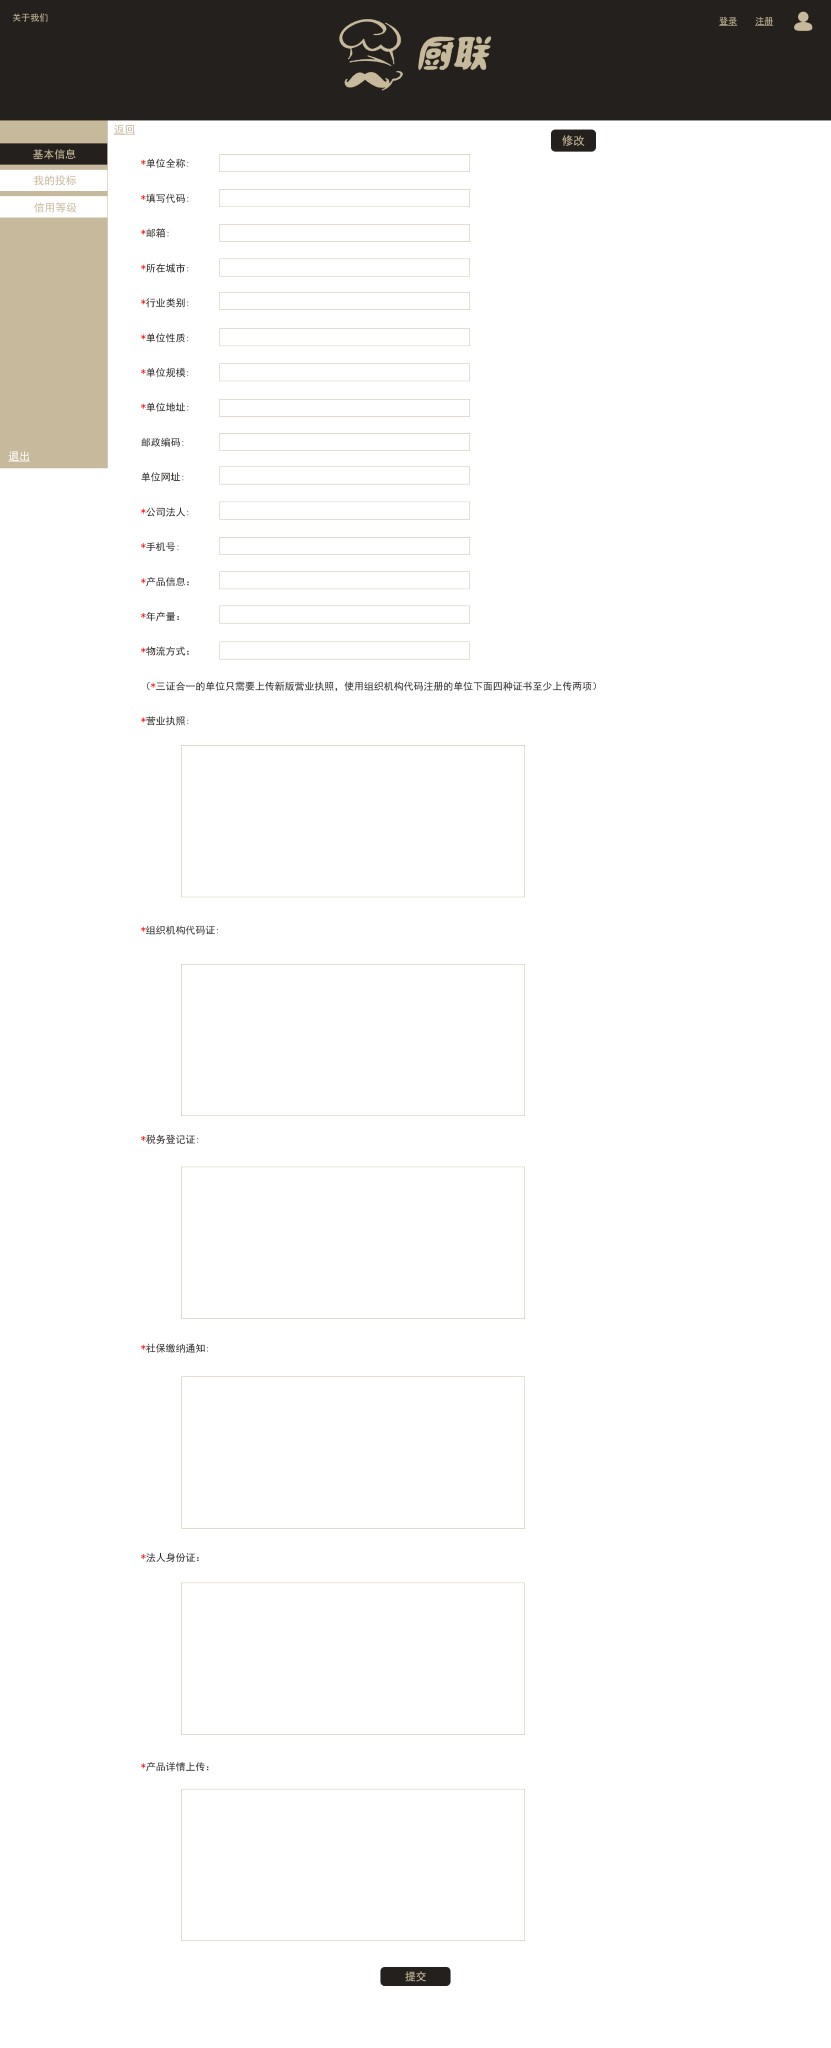 关于我们
登录 注册
厨联
返回
修改
基本信息
我的投标
信用等级
退出
*单位全称:
*填写代码:
*邮箱:
*所在城市:
*行业类别:
*单位性质:
*单位规模:
*单位地址:
邮政编码:
单位网址:
*公司法人:
*手机号:
*产品信息：
*年产量：
*物流方式：
（*三证合一的单位只需要上传新版营业执照，使用组织机构代码注册的单位下面四种证书至少上传两项）
*营业执照:
*组织机构代码证:
*税务登记证:
*社保缴纳通知:
*法人身份证：
*产品详情上传：
提交